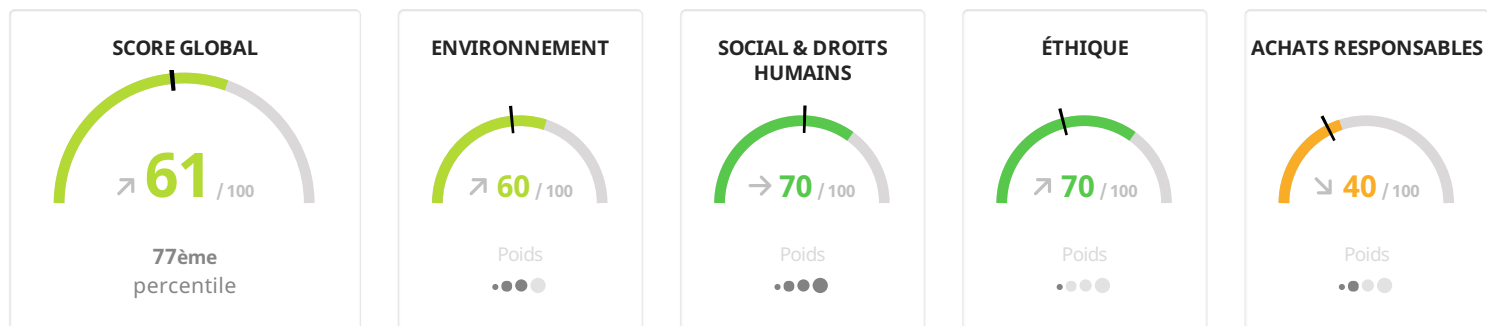 SCORE GLOBAL
61 / 100
77ème
percentile
ENVIRONNEMENT
60 / 100
Poids
SOCIAL & DROITS
HUMAINS
70 / 100
Poids
ÉTHIQUE
70 / 100
Poids
ACHATS RESPONSABLES
40 / 100
Poids